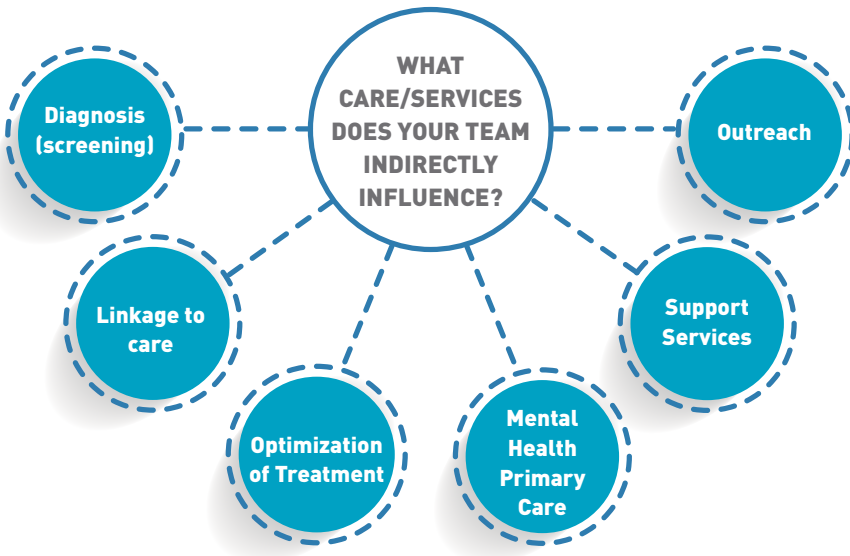 WHAT
CARE/SERVICES
DOES YOUR TEAM
INDIRECTLY
INFLUENCE?
Diagnosis
(screening)
Linkage to
care
Optimization
of Treatment
Mental
Health
Primary
Care
Support
Services
Outreach